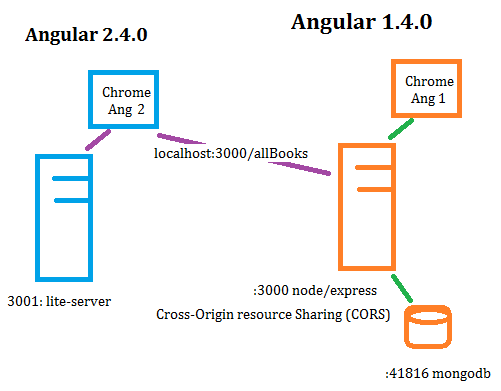 Angular 2.4.0
Angular 1.4.0
Chrome
Ang 2
Chrome
Ang 1
localhost:3000/allBooks
3001: lite-server
:3000 node/express
Cross-Origin resource Sharing (CORS)
:41816 mongodb